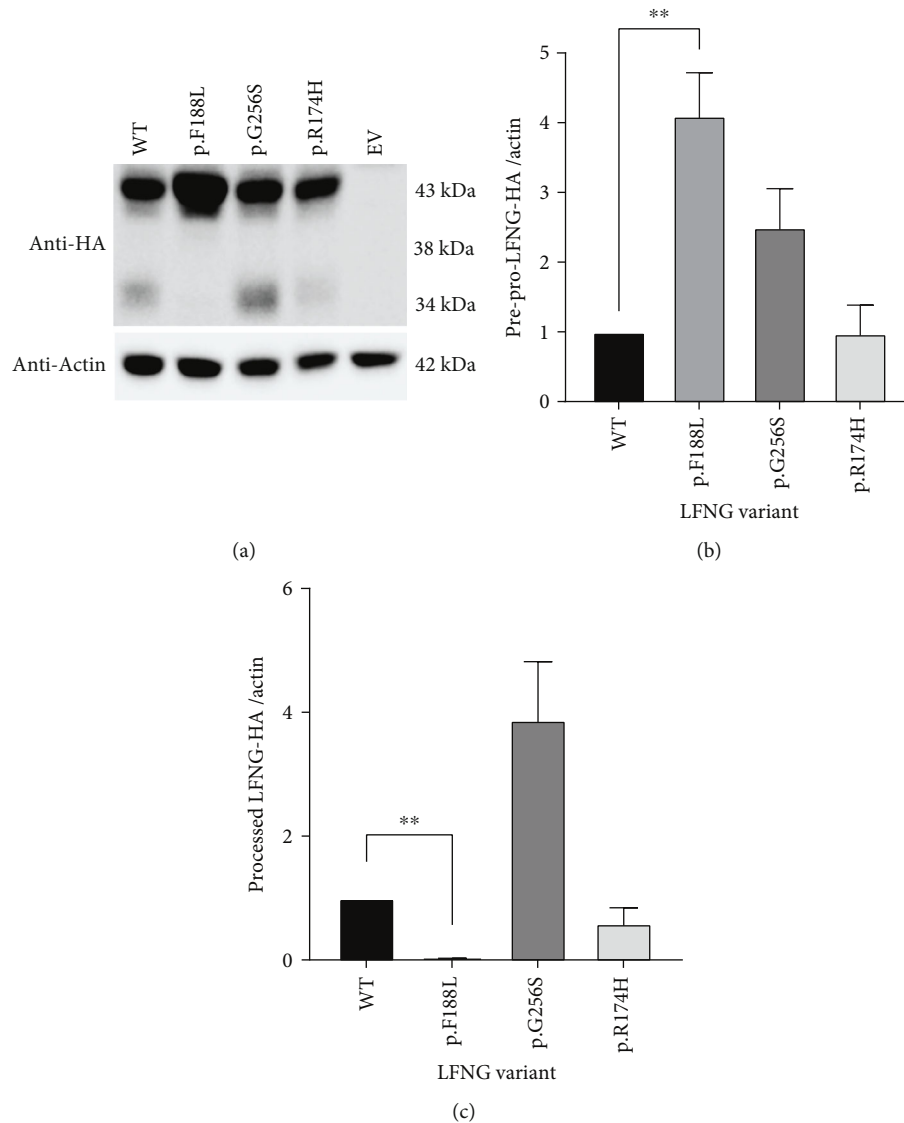 WT
p.F188L
p.G256S
p.R174H
EV
Anti-HA
43 kDa
38 kDa
34 kDa
Anti-Actin
42 kDa
(a)
**
Pre-pro-LFNG-HA /actin
5
4
3
2
1
0
WT
p.F188L
p.G256S
p.R174H
LFNG variant
(b)
**
Processed LFNG-HA /actin
6
4
2
0
WT
p.F188L
p.G256S
p.R174H
LFNG variant
(c)